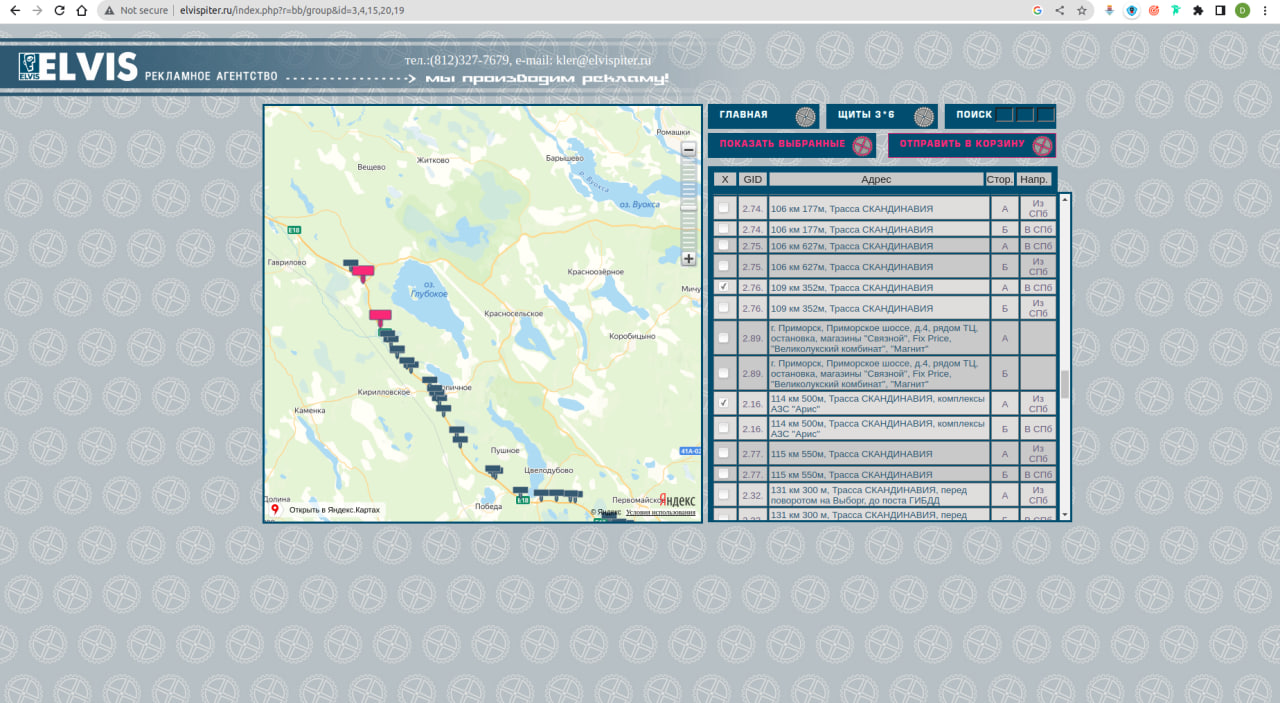 Not secure
elvispiter.ru/index.php?r=bb/group&id=3,4,15,20,19
D
ELVIS
ELVIS РЕКЛАМНОЕ АГЕНТСТВО
тел.:(812)327-7679, e-mail: kler@elvispiter.ru
мы производим рекламу!
ГЛАВНАЯ
ЩИТЫ 3*6
ПОИСК
ПОКАЗАТЬ ВЫБРАННЫЕ
ОТПРАВИТЬ В КОРЗИНУ
Ромашки
Житково
Барышево
Вещево
р. Вуокса
оз. Вуокса
E18
Гаврилово
Красноозёрное
оз.
Глубокое
Мичу
Красносельское
Коробицыно
Кирилловское
Каменка
Пушное
41А-02
Цвелодубово
Долина
Победа
E18
Первомайское
Яндекс
Открыть в Яндекс.Картах
© Яндекс Условия использования
X GID Адрес Стор. Напр.
2.74. 106 км 177м, Трасса СКАНДИНАВИЯ А Из СПб
2.74. 106 км 177м, Трасса СКАНДИНАВИЯ Б В СПб
2.75. 106 км 627м, Трасса СКАНДИНАВИЯ А В СПб
2.75. 106 км 627м, Трасса СКАНДИНАВИЯ Б Из СПб
2.76. 109 км 352м, Трасса СКАНДИНАВИЯ А В СПб
2.76. 109 км 352м, Трасса СКАНДИНАВИЯ Б Из СПб
2.89. г. Приморск, Приморское шоссе, д.4, рядом ТЦ, А
остановка, магазины "Связной", Fix Price,
"Великолукский комбинат", "Магнит"
2.89. г. Приморск, Приморское шоссе, д.4, рядом ТЦ, Б
остановка, магазины "Связной", Fix Price,
"Великолукский комбинат", "Магнит"
2.16. 114 км 500м, Трасса СКАНДИНАВИЯ, комплексы А Из СПб
АЗС "Арис"
2.16. 114 км 500м, Трасса СКАНДИНАВИЯ, комплексы Б В СПб
АЗС "Арис"
2.77. 115 км 550м, Трасса СКАНДИНАВИЯ А Из СПб
2.77. 115 км 550м, Трасса СКАНДИНАВИЯ Б В СПб
2.32. 131 км 300 м, Трасса СКАНДИНАВИЯ, перед А Из СПб
поворотом на Выборг, до поста ГИБДД
131 км 300 м, Трасса СКАНДИНАВИЯ, перед